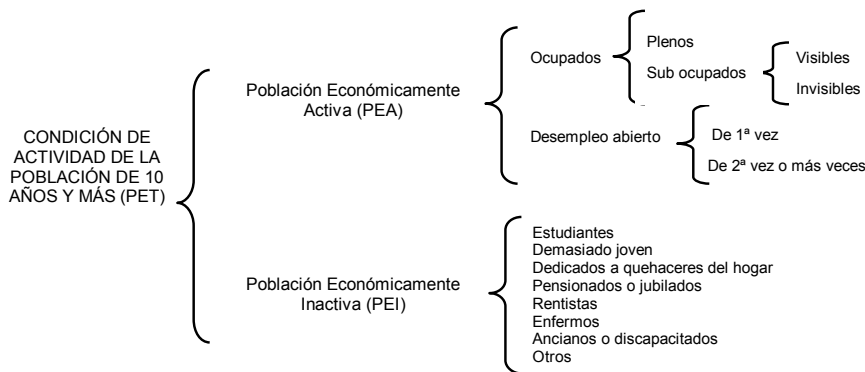 CONDICIÓN DE
ACTIVIDAD DE LA
POBLACIÓN DE 10
AÑOS Y MÁS (PET)
Población Económicamente
Activa (PEA)
Ocupados
Plenos
Sub ocupados
Visibles
Invisibles
Desempleo abierto
De 1ª vez
De 2ª vez o más veces
Población Económicamente
Inactiva (PEI)
Estudiantes
Demasiado joven
Dedicados a quehaceres del hogar
Pensionados o jubilados
Rentistas
Enfermos
Ancianos o discapacitados
Otros